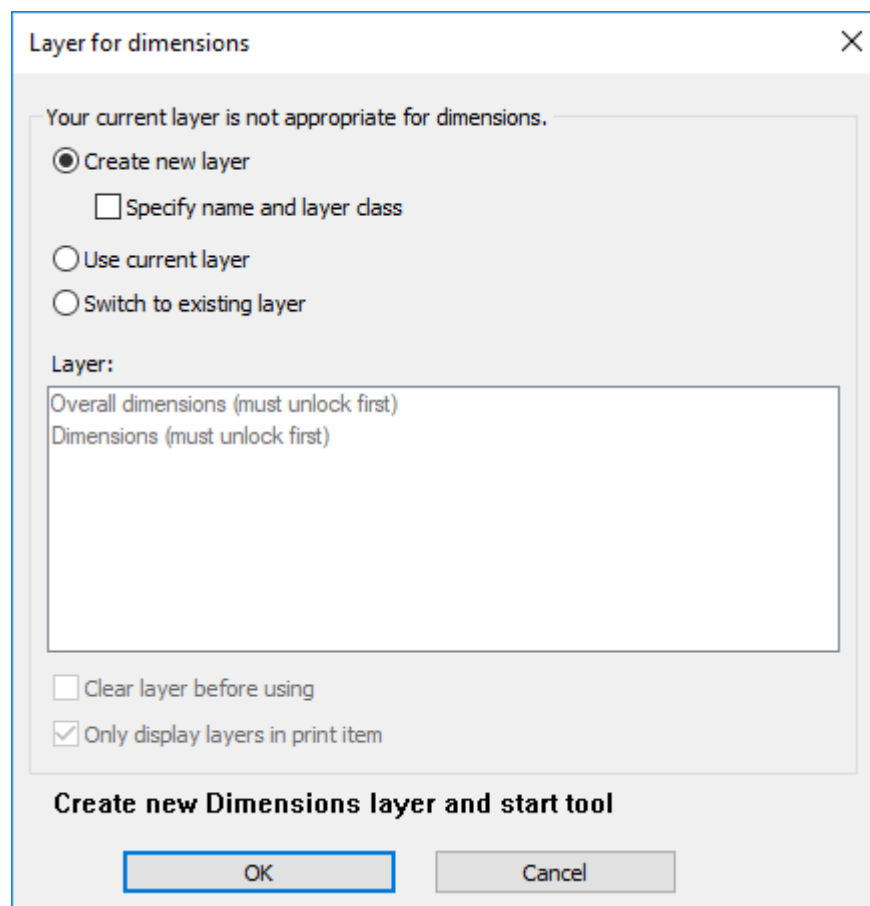 Layer for dimensions
Your current layer is not appropriate for dimensions.
Create new layer
Specify name and layer class
Use current layer
Switch to existing layer
Layer:
Overall dimensions (must unlock first)
Dimensions (must unlock first)
Clear layer before using
Only display layers in print item
Create new Dimensions layer and start tool
OK
Cancel